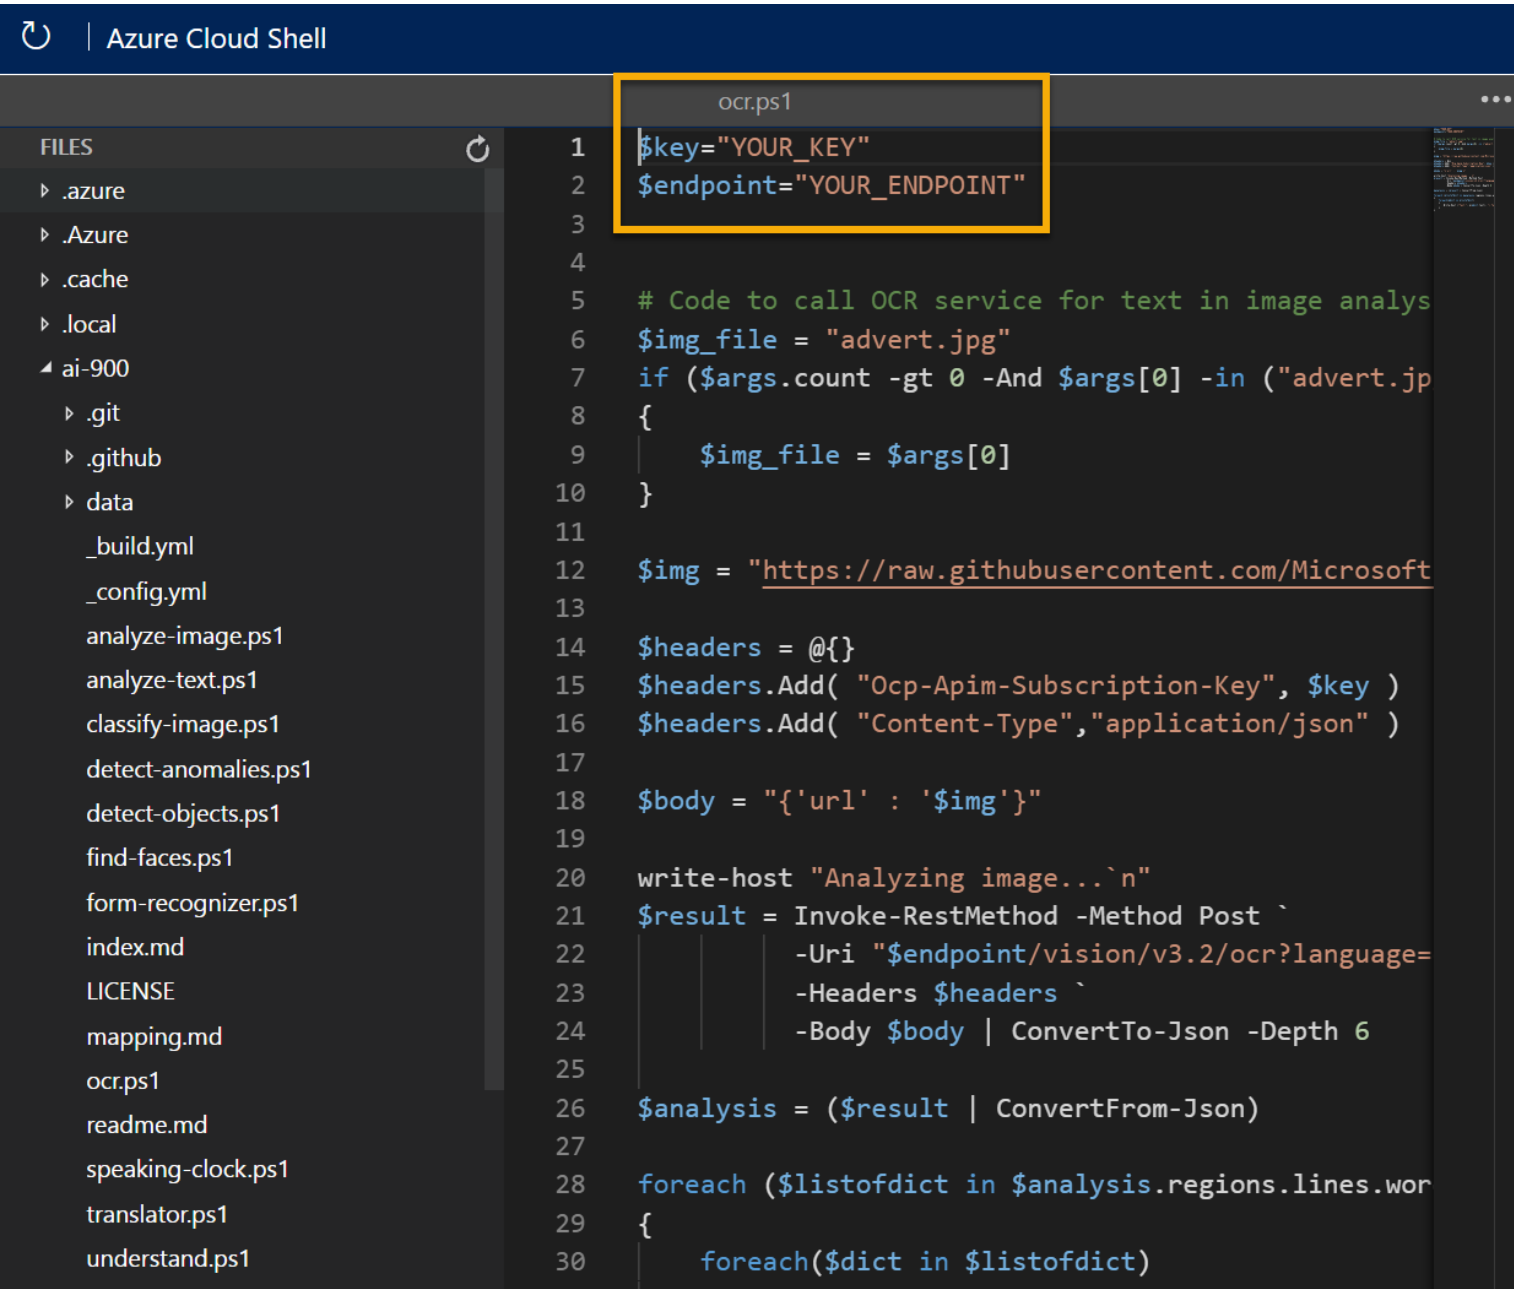 Azure Cloud Shell
ocr.ps1
FILES
.azure
.Azure
.cache
.local
ai-900
.git
.github
data
_build.yml
_config.yml
analyze-image.ps1
analyze-text.ps1
classify-image.ps1
detect-anomalies.ps1
detect-objects.ps1
find-faces.ps1
form-recognizer.ps1
index.md
LICENSE
mapping.md
ocr.ps1
readme.md
speaking-clock.ps1
translator.ps1
understand.ps1
1 $key="YOUR_KEY"
2 $endpoint="YOUR_ENDPOINT"
3
4
5 # Code to call OCR service for text in image analys
6 $img_file = "advert.jpg"
7 if ($args.count -gt 0 -And $args[0] -in ("advert.jp
8 {
9     $img_file = $args[0]
10 }
11
12 $img = "https://raw.githubusercontent.com/Microsoft
13
14 $headers = @{}
15 $headers.Add( "Ocp-Apim-Subscription-Key", $key )
16 $headers.Add( "Content-Type","application/json" )
17
18 $body = "{'url' : '$img'}"
19
20 write-host "Analyzing image...`n"
21 $result = Invoke-RestMethod -Method Post `
22           -Uri "$endpoint/vision/v3.2/ocr?language=
23           -Headers $headers `
24           -Body $body | ConvertTo-Json -Depth 6
25
26 $analysis = ($result | ConvertFrom-Json)
27
28 foreach ($listofdict in $analysis.regions.lines.wor
29 {
30     foreach($dict in $listofdict)